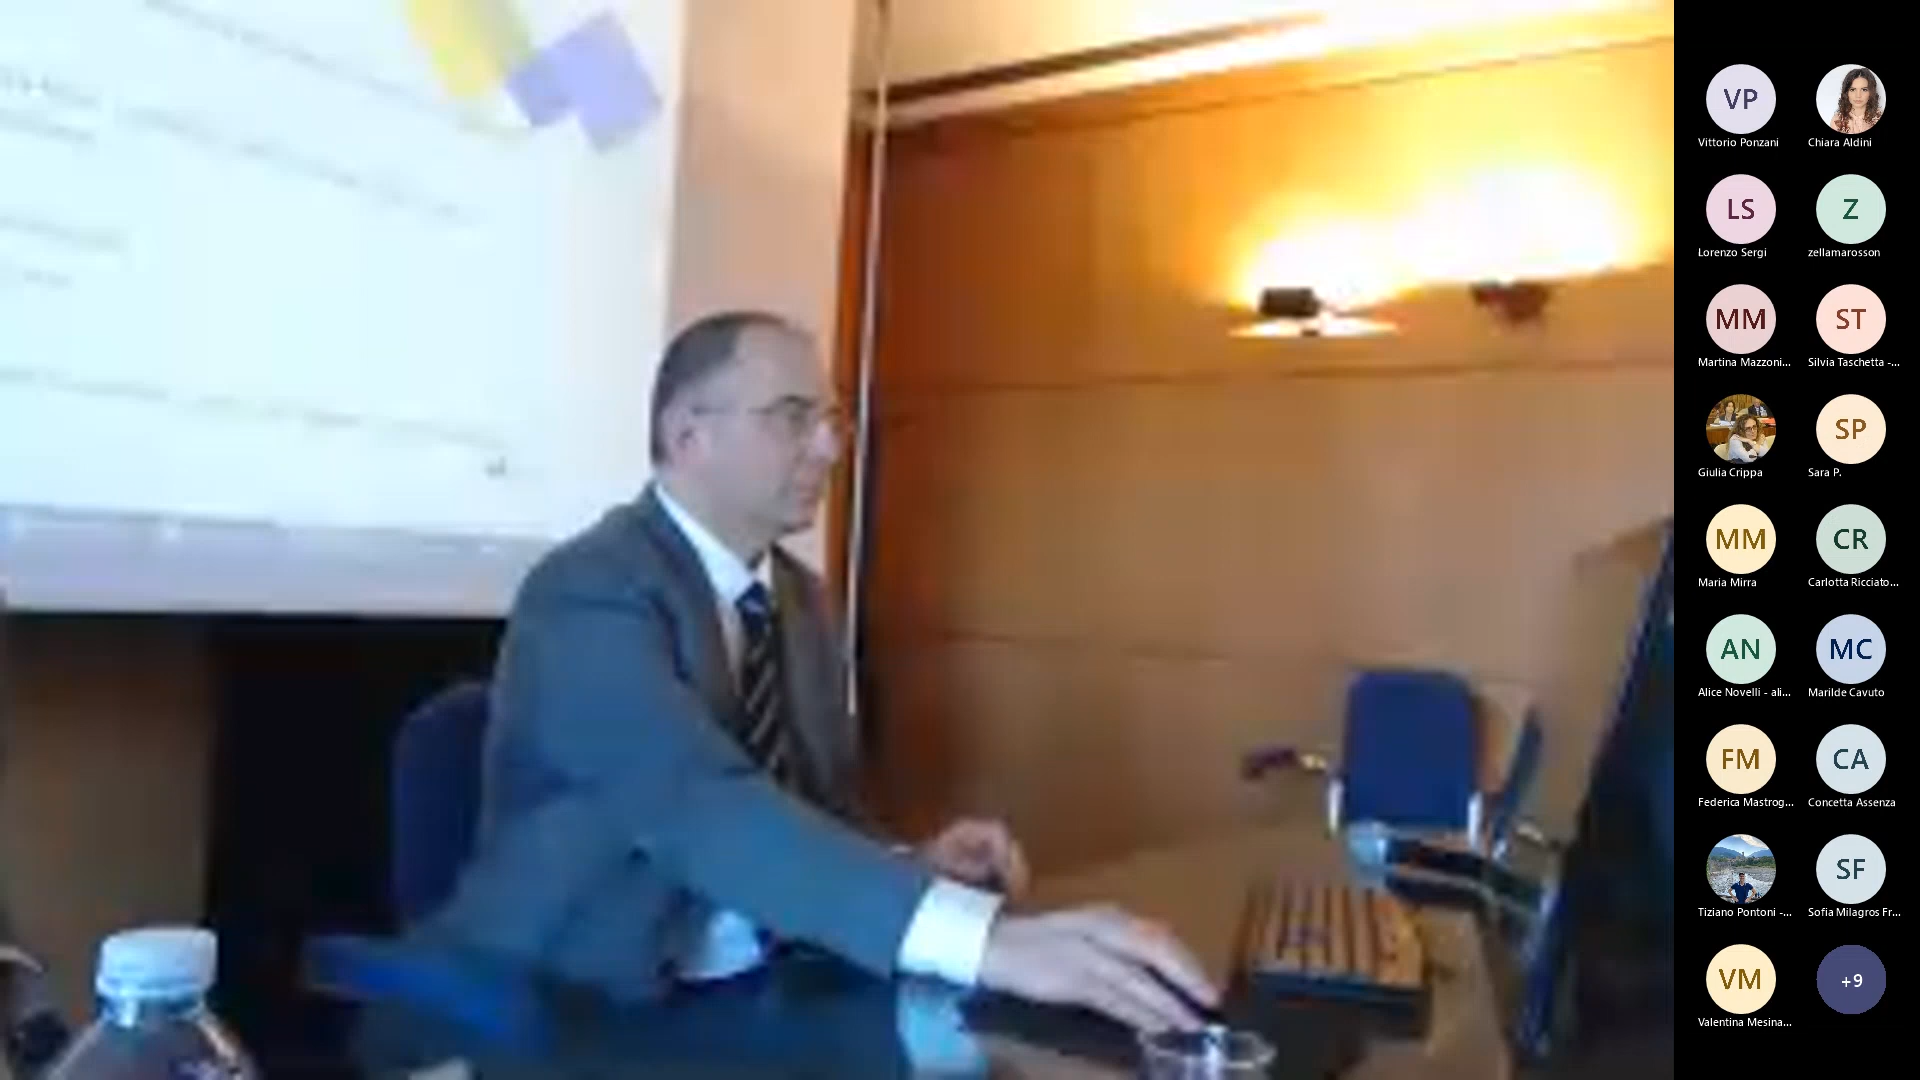 VP
Vittorio Ponzani
Chiara Aldini
LS
Lorenzo Sergi
Z
zellamarosson
MM
Martina Mazzoni...
ST
Silvia Taschetta -...
Giulia Crippa
SP
Sara P.
MM
Maria Mirra
CR
Carlotta Ricciato...
AN
Alice Novelli - ali...
MC
Marilde Cavuto
FM
Federica Mastrog...
CA
Concetta Assenza
Tiziano Pontoni -...
SF
Sofia Milagros Fr...
VM
Valentina Mesina...
+9